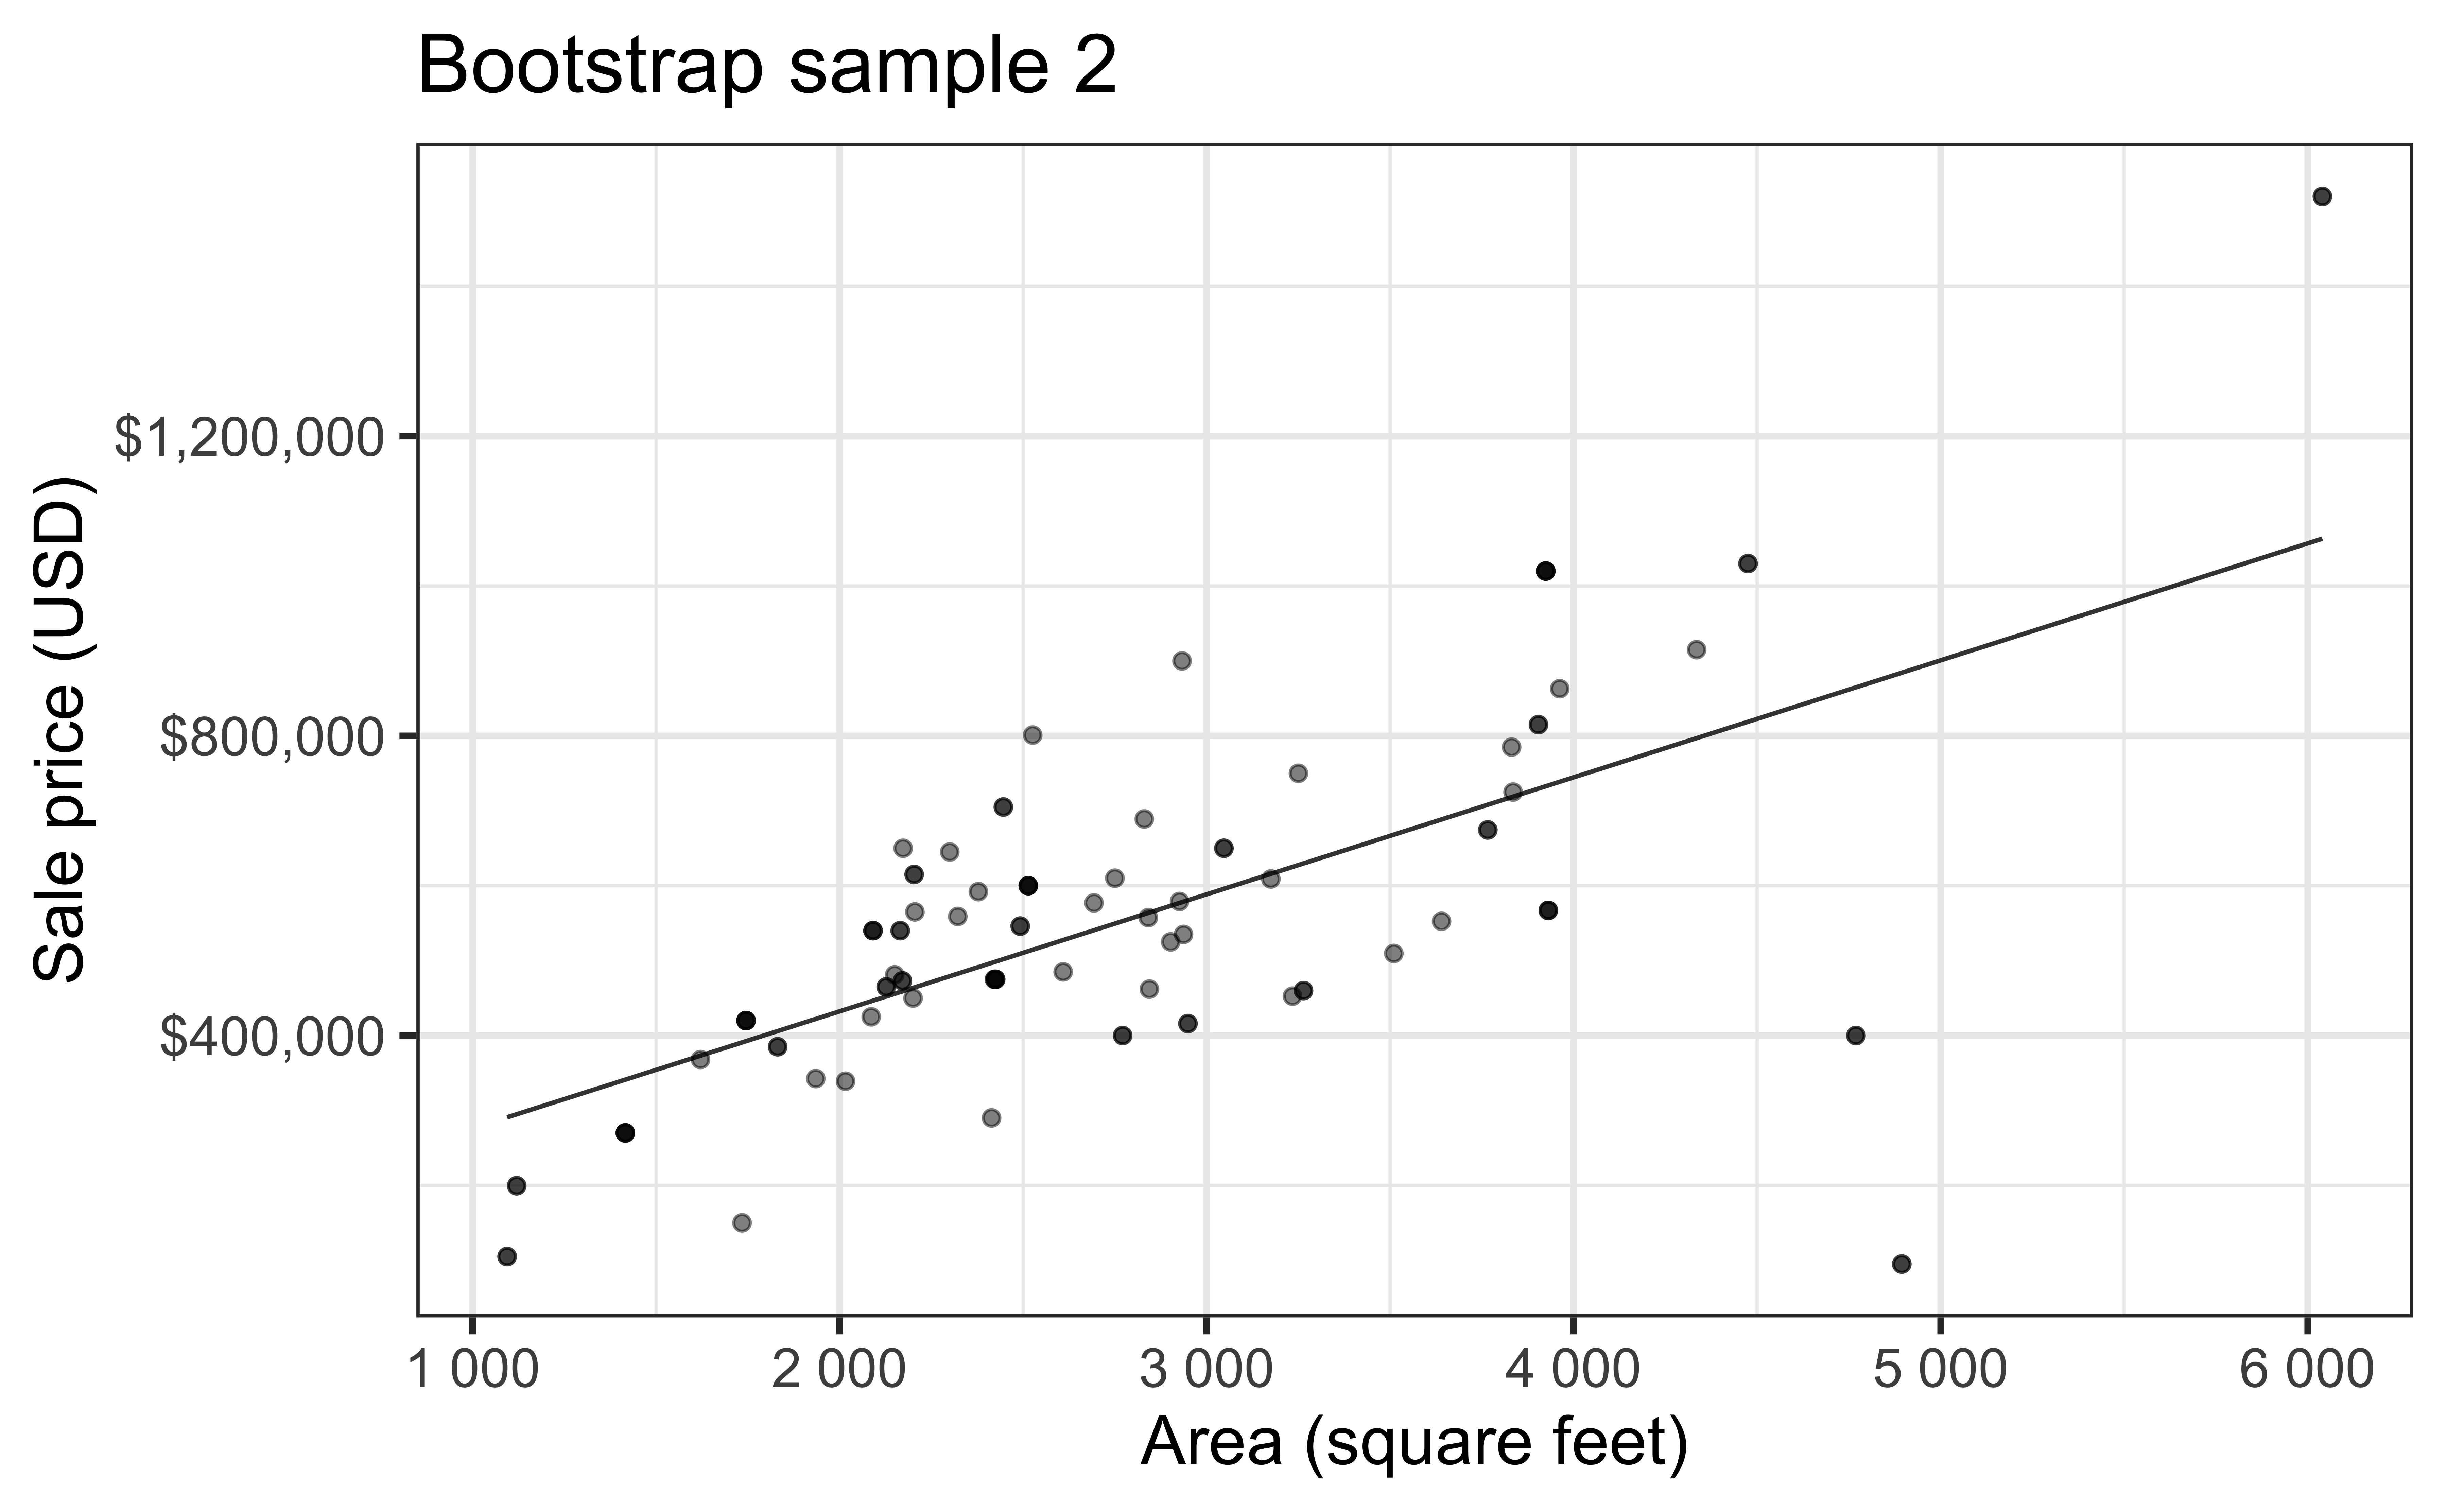 Bootstrap sample 2
Sale price (USD)
$1,200,000
$800,000
$400,000
1 000 2 000 3 000 4 000 5 000 6 000
Area (square feet)